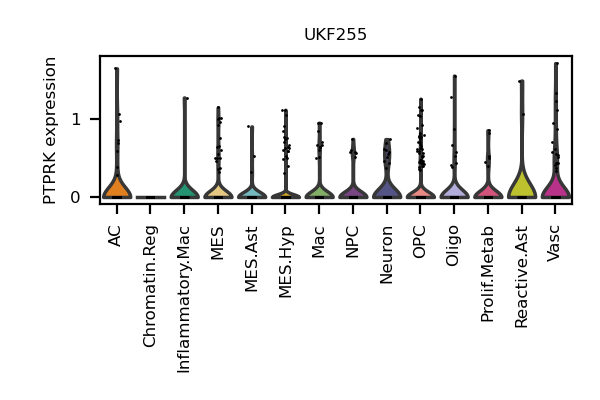 UKF255
PTPRK expression
1
0
AC
Chromatin.Reg
Inflammatory.Mac
MES
MES.Ast
MES.Hyp
Mac
NPC
Neuron
OPC
Oligo
Prolif.Metab
Reactive.Ast
Vasc